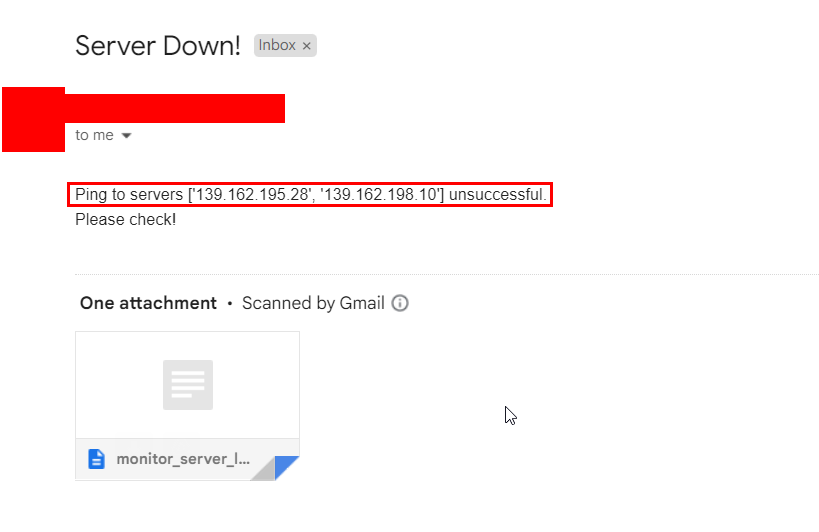 Server Down! Inbox ×
to me
Ping to servers ['139.162.195.28', '139.162.198.10'] unsuccessful.
Please check!
One attachment • Scanned by Gmail
monitor_server_l...